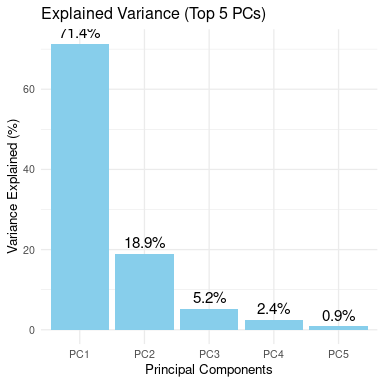 Explained Variance (Top 5 PCs)
71.4%
60
40
20
0
18.9%
5.2%
2.4%
0.9%
PC1
PC2
PC3
PC4
PC5
Variance Explained (%)
Principal Components